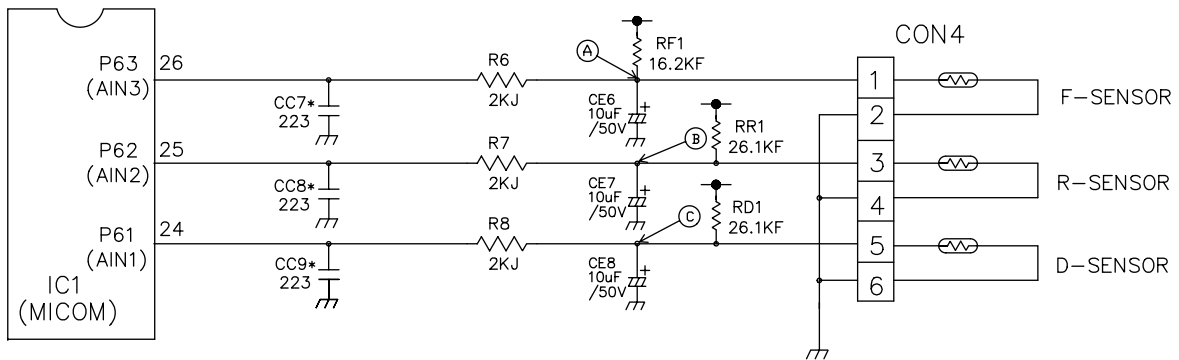 CON4
P63 26
(AIN3)
R6
2KJ
A
RF1
16.2KF
1
F-SENSOR
CC7*
223
CE6
10uF
/50V
+
2
P62 25
(AIN2)
R7
2KJ
B
RR1
26.1KF
3
R-SENSOR
CC8*
223
CE7
10uF
/50V
+
4
P61 24
(AIN1)
R8
2KJ
C
RD1
26.1KF
5
D-SENSOR
CC9*
223
CE8
10uF
/50V
+
6
IC1
(MICOM)